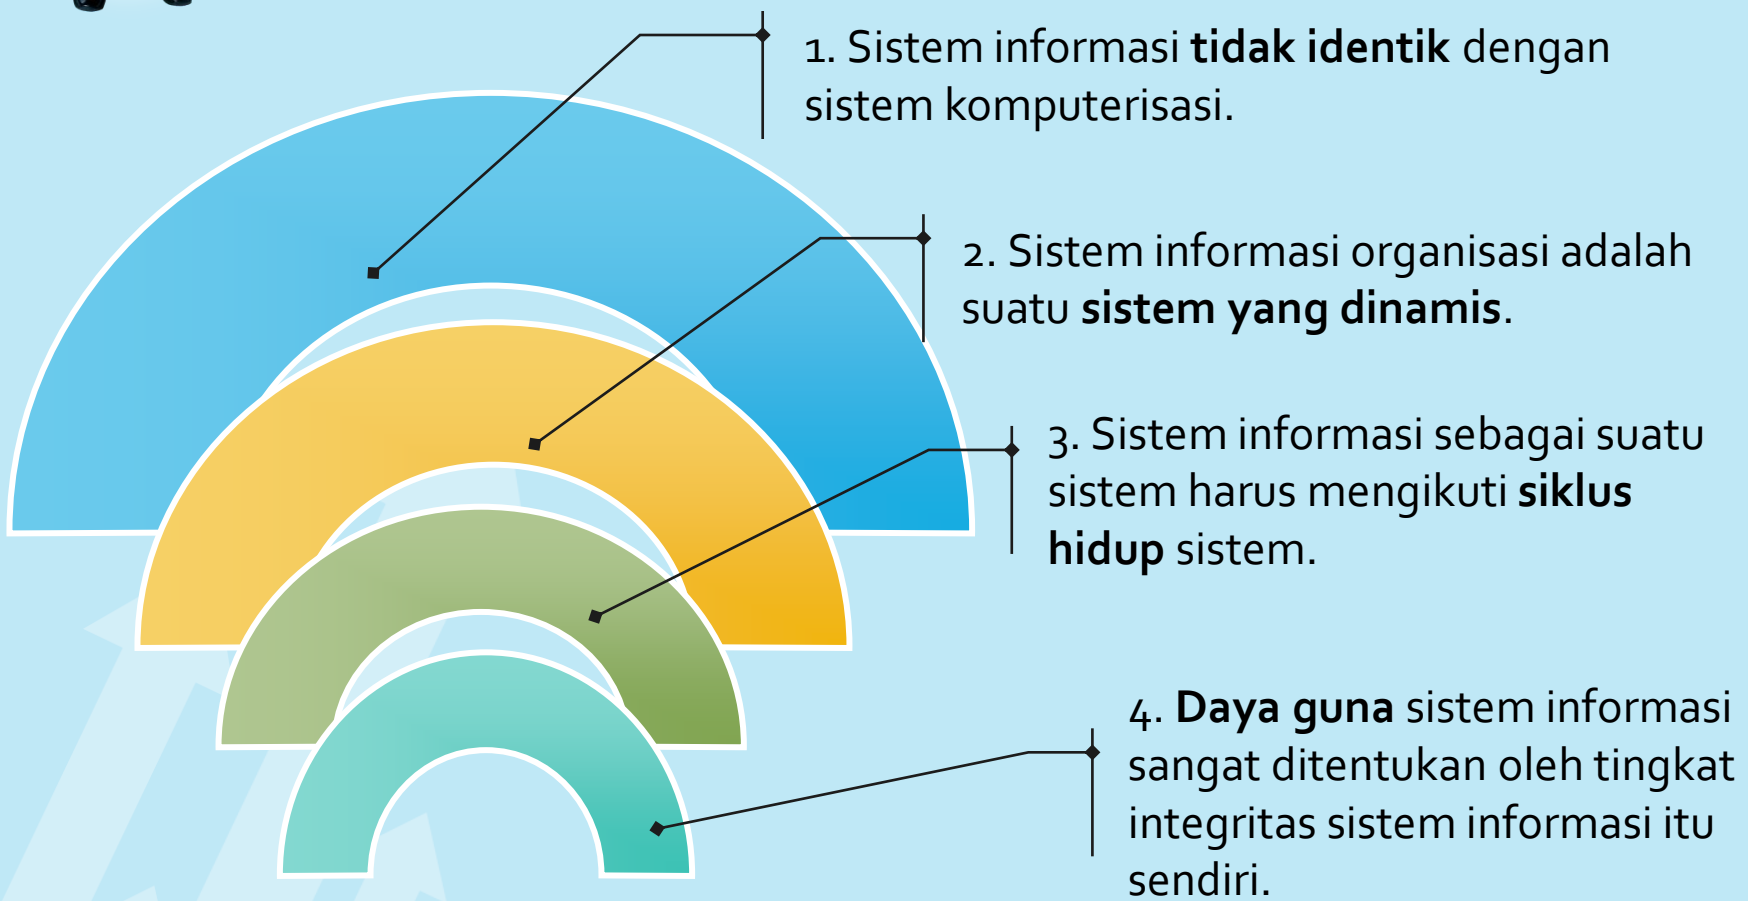 1. Sistem informasi tidak identik dengan
sistem komputerisasi.
2. Sistem informasi organisasi adalah
suatu sistem yang dinamis.
3. Sistem informasi sebagai suatu
sistem harus mengikuti siklus
hidup sistem.
4. Daya guna sistem informasi
sangat ditentukan oleh tingkat
integritas sistem informasi itu
sendiri.